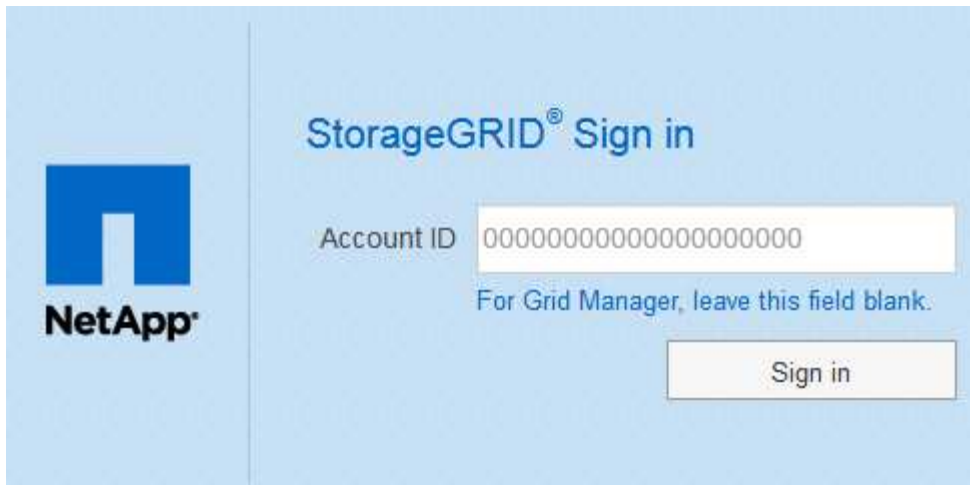 StorageGRID® Sign in
Account ID 00000000000000000000
For Grid Manager, leave this field blank.
Sign in
NetApp®